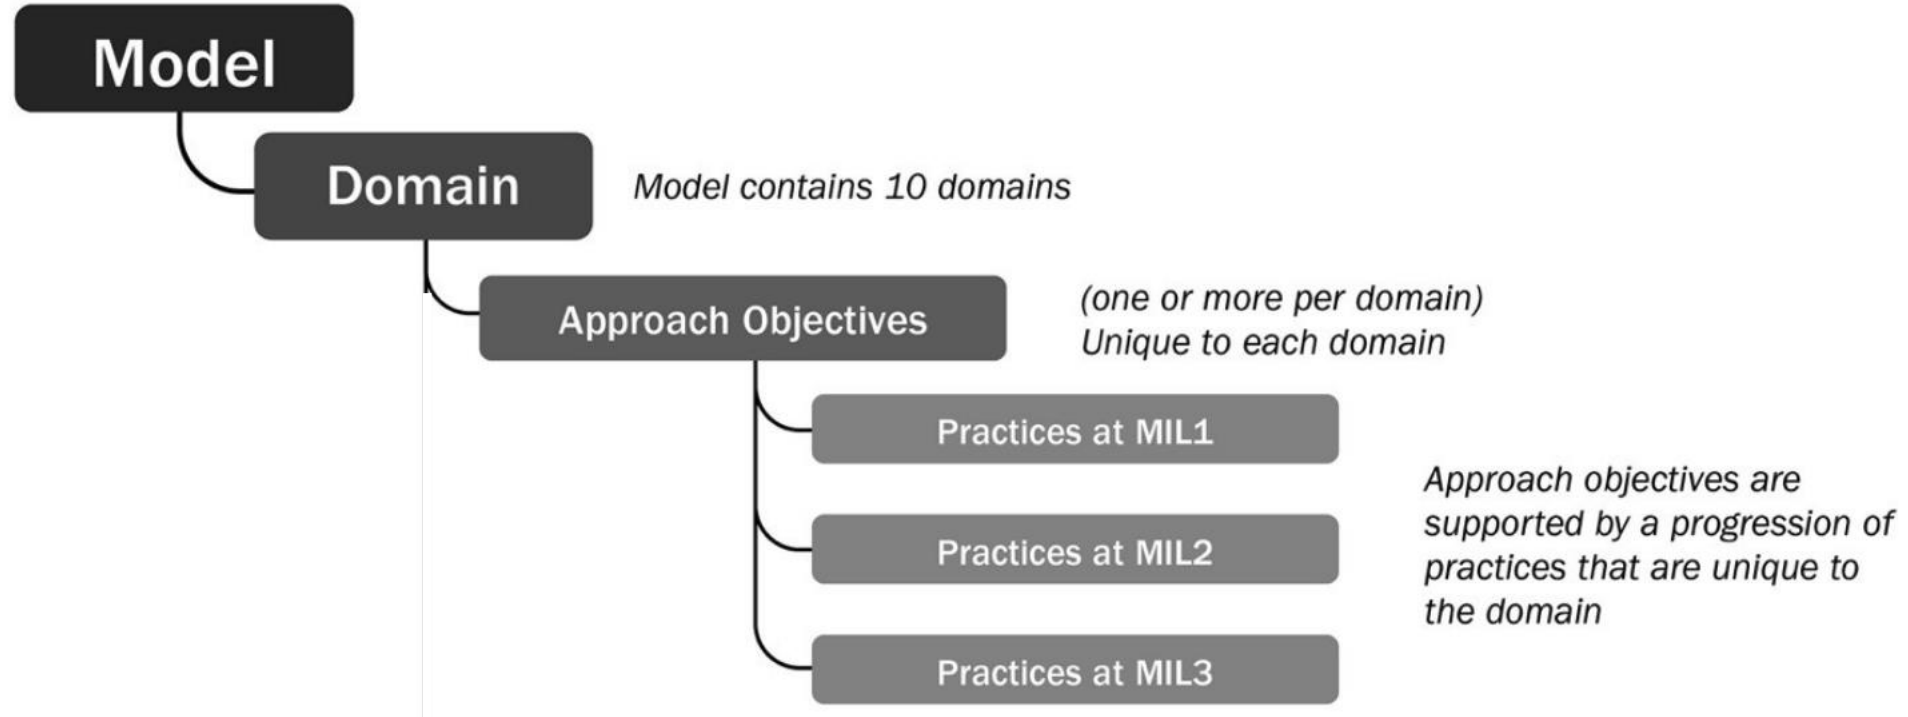 Model
Domain
Model contains 10 domains
Approach Objectives
(one or more per domain)
Unique to each domain
Practices at MIL1
Practices at MIL2
Practices at MIL3
Approach objectives are
supported by a progression of
practices that are unique to
the domain